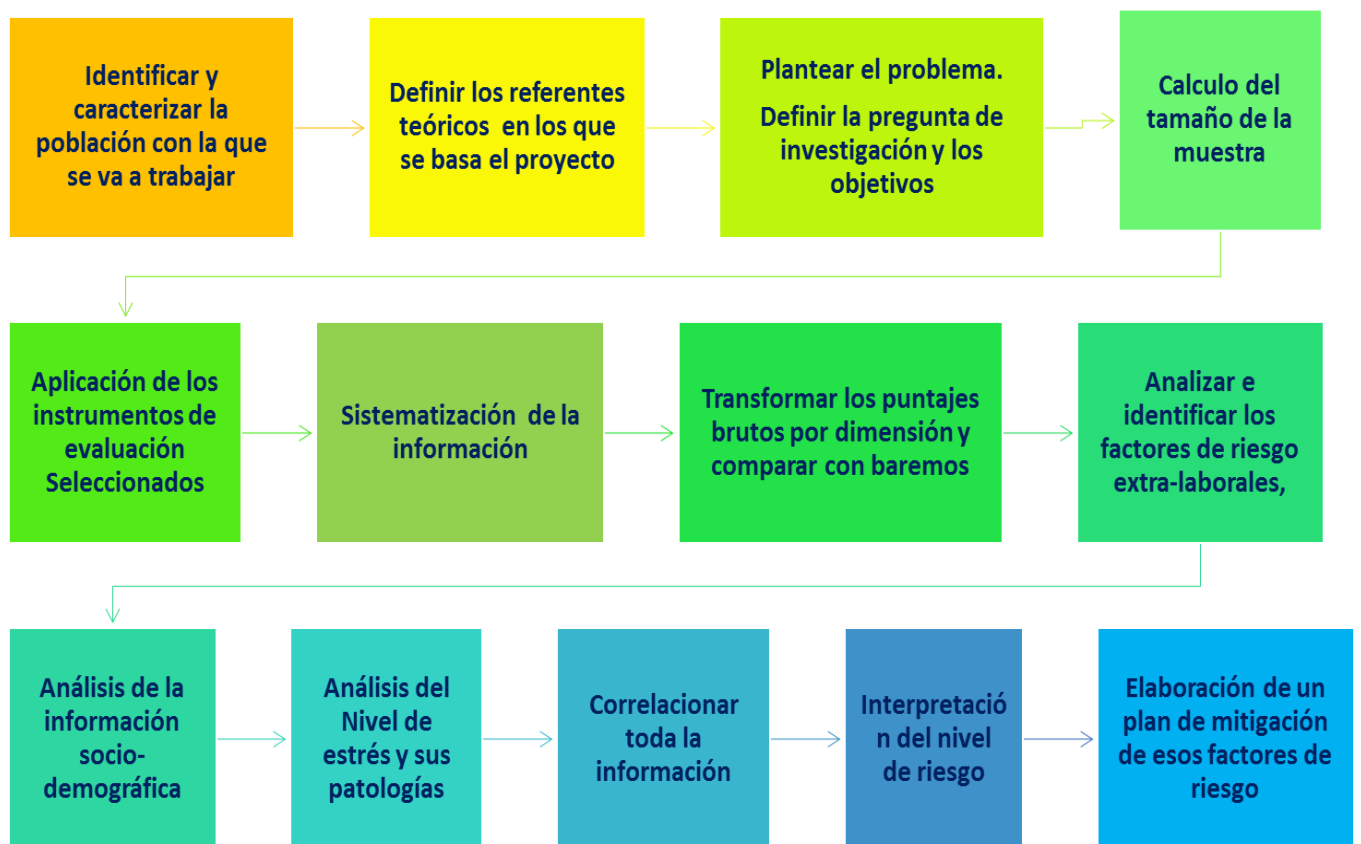 Identificar y
caracterizar la
población con la que
se va a trabajar
Definir los referentes
teóricos en los que
se basa el proyecto
Plantear el problema.
Definir la pregunta de
investigación y los
objetivos
Calculo del
tamaño de la
muestra
Aplicación de los
instrumentos de
evaluación
Seleccionados
Sistematización de la
información
Transformar los puntajes
brutos por dimensión y
comparar con baremos
Analizar e
identificar los
factores de riesgo
extra-laborales,
Análisis de la
información
socio-
demográfica
Análisis del
Nivel de
estrés y sus
patologías
Correlacionar
toda la
información
Interpretació
n del nivel
de riesgo
Elaboración de un
plan de mitigación
de esos factores de
riesgo